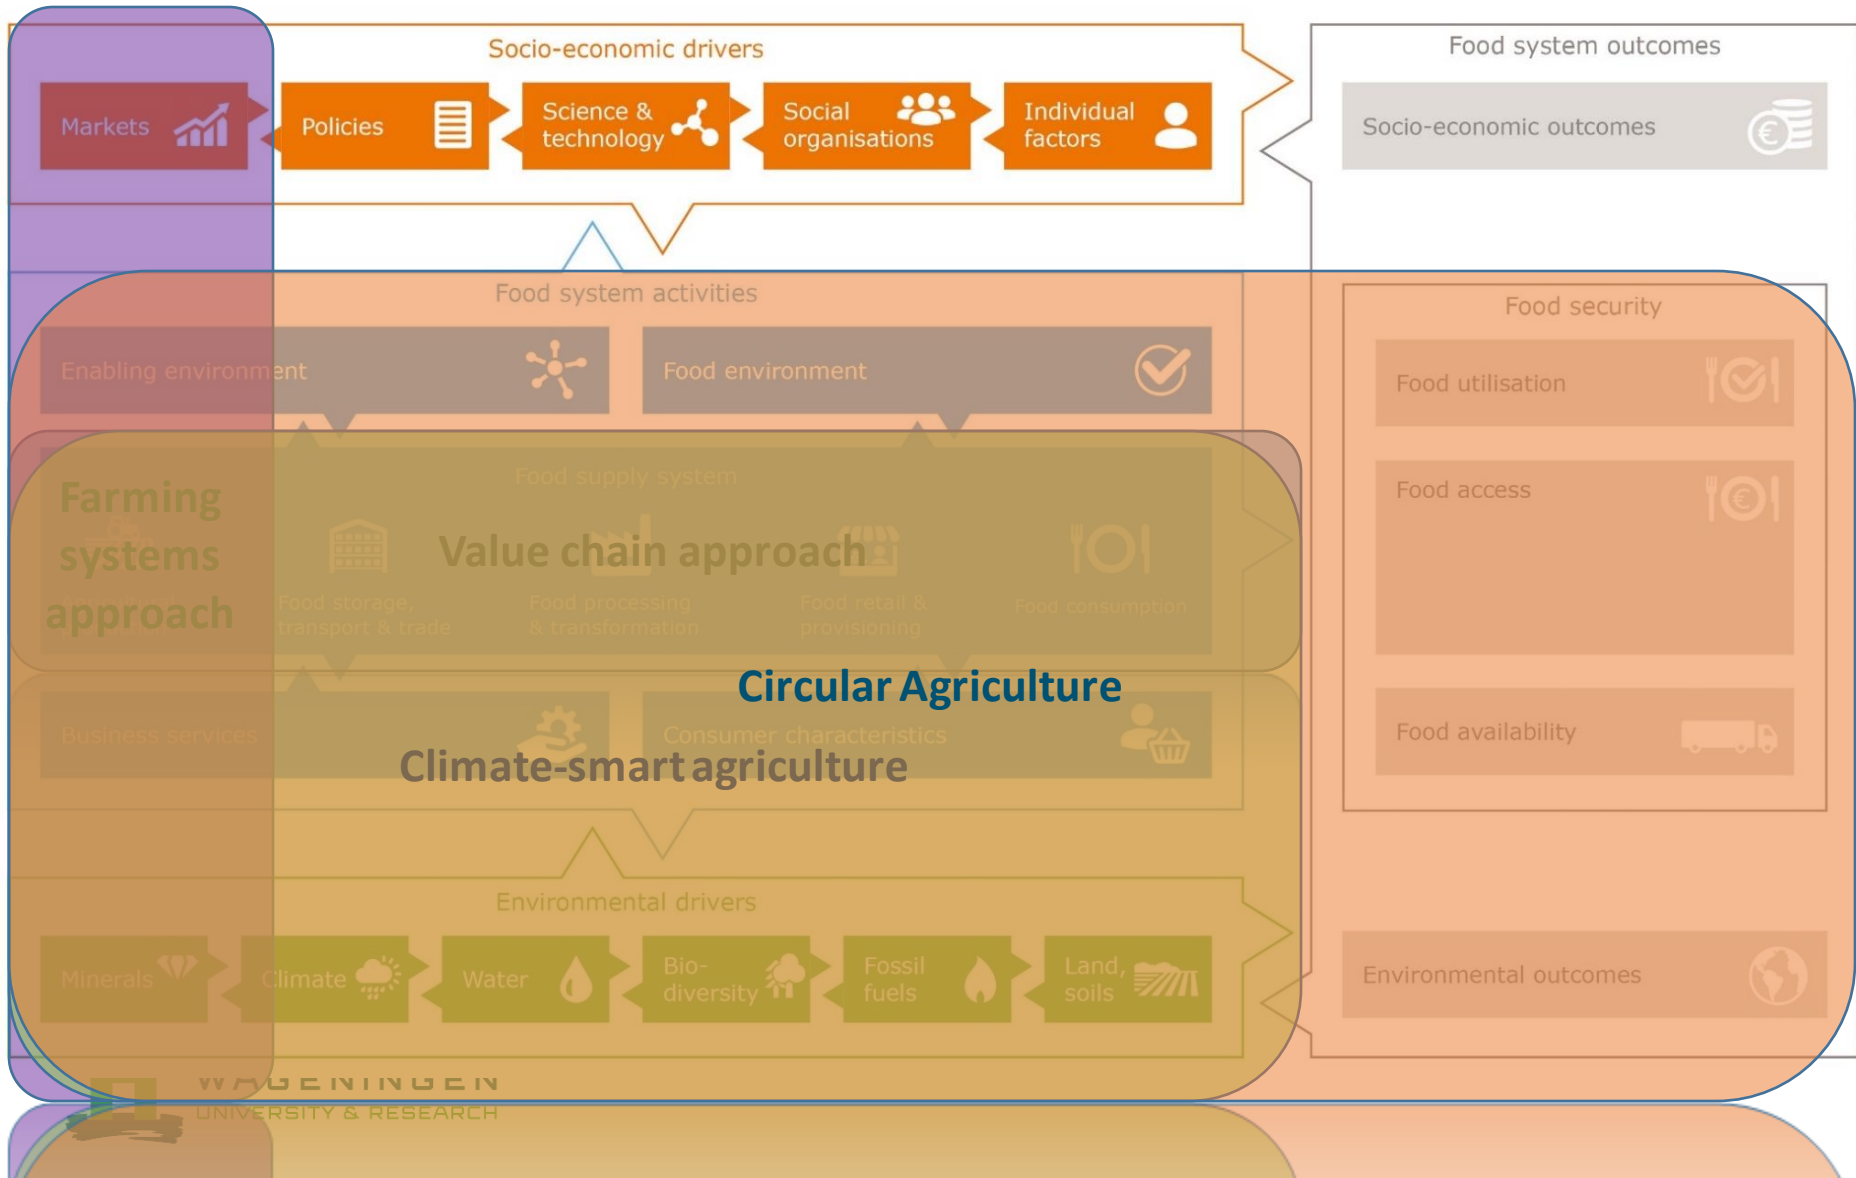 Socio-economic drivers
Markets
Policies
Science &
technology
Social
organisations
Individual
factors
Food system outcomes
Socio-economic outcomes
Food system activities
Enabling environment
Food environment
Food security
Food utilisation
Food access
Food availability
Food supply system
Farming
systems
approach
Value chain approach
Food storage,
transport & trade
Food processing
& transformation
Food retail &
provisioning
Food consumption
Circular Agriculture
Business services
Consumer characteristics
Climate-smart agriculture
Environmental drivers
Minerals
Climate
Water
Bio-
diversity
Fossil
fuels
Land,
soils
Environmental outcomes
WAGENINGEN
UNIVERSITY & RESEARCH